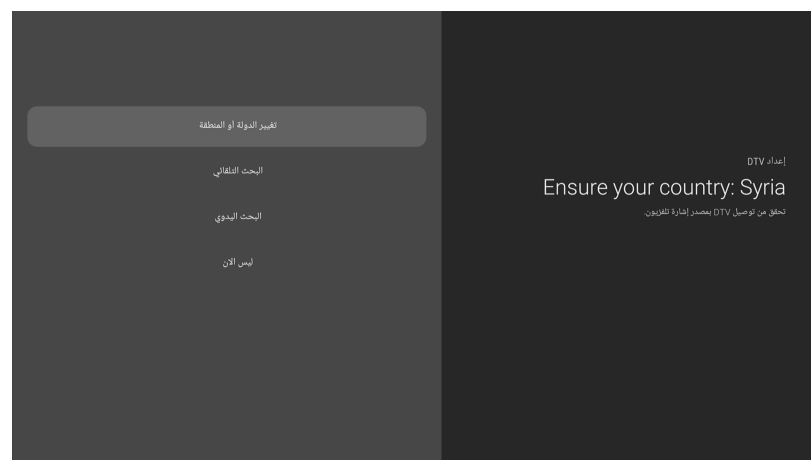 إعداد DTV
Ensure your country: Syria
تحقق من توصيل DTV بمصدر إشارة تلفزيون.
تغيير الدولة أو المنطقة
البحث التلقائي
البحث اليدوي
ليس الان